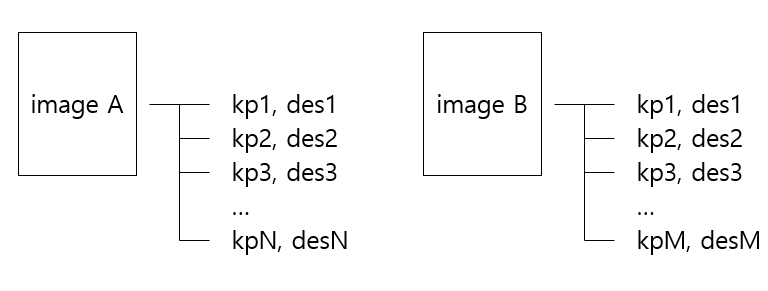 image A
kp1, des1
kp2, des2
kp3, des3
...
kpN, desN
image B
kp1, des1
kp2, des2
kp3, des3
...
kpM, desM